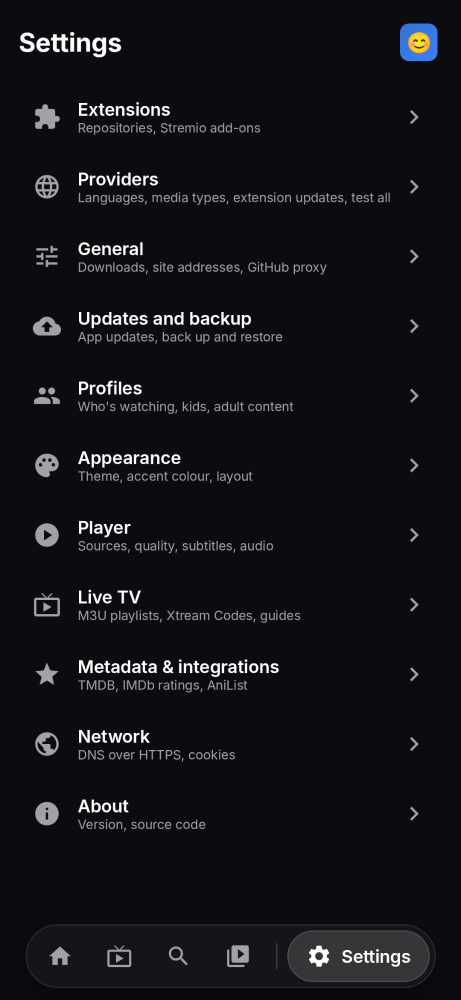 Settings
Extensions
Repositories, Stremio add-ons
Providers
Languages, media types, extension updates, test all
General
Downloads, site addresses, GitHub proxy
Updates and backup
App updates, back up and restore
Profiles
Who's watching, kids, adult content
Appearance
Theme, accent colour, layout
Player
Sources, quality, subtitles, audio
Live TV
M3U playlists, Xtream Codes, guides
Metadata & integrations
TMDB, IMDb ratings, AniList
Network
DNS over HTTPS, cookies
About
Version, source code
Settings